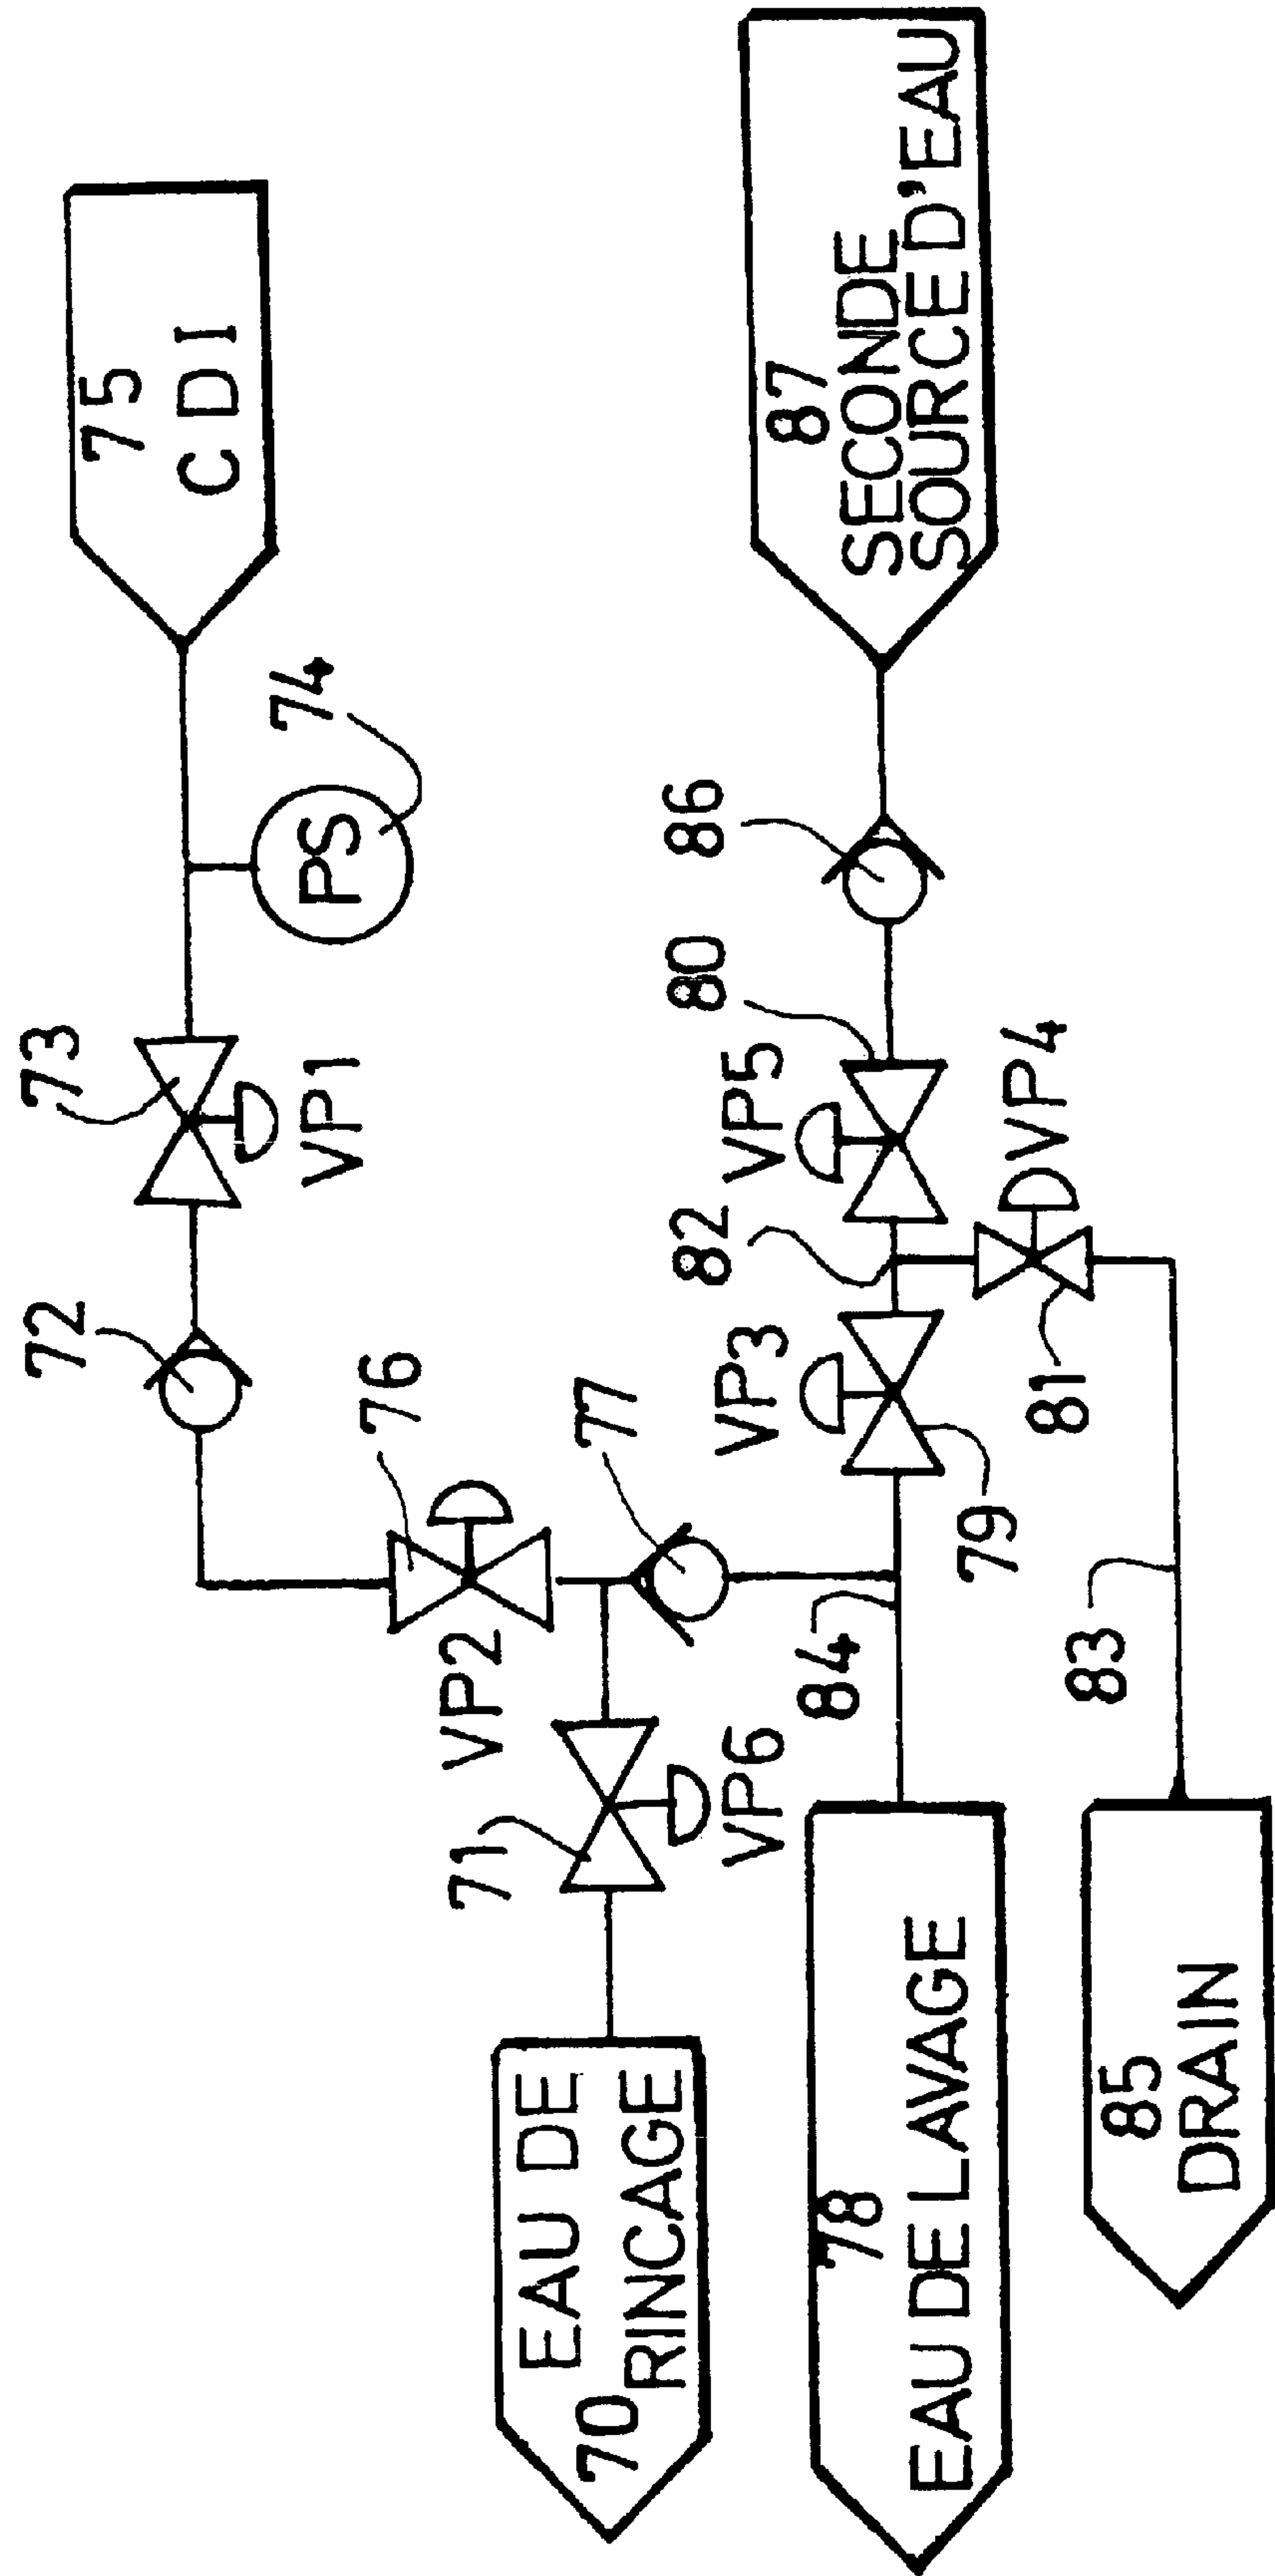 73
72
75
C D I
VP1
PS
74
76
VP2
71
VP6
77
EAU DE
70
RINCAGE
86
80
82
VP5
VP3
87
SECONDE
SOURCE D'EAU
84
79
VP4
81
83
78
EAU DE LAVAGE
85
DRAIN